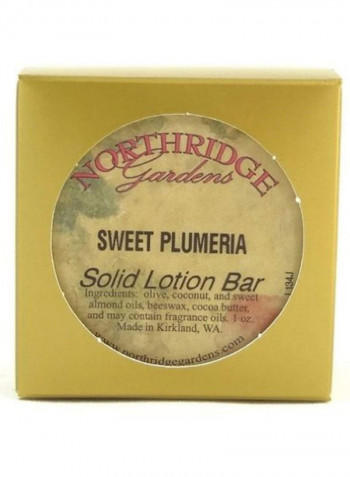 NORTHRIDGE
Gardens
SWEET PLUMERIA
Solid Lotion Bar
Ingredients: olive, coconut, and sweet
almond oils, beeswax, cocoa butter,
and may contain fragrance oils. 1 oz.
Made in Kirkland, WA.
www.northridgegardens.com
L134J